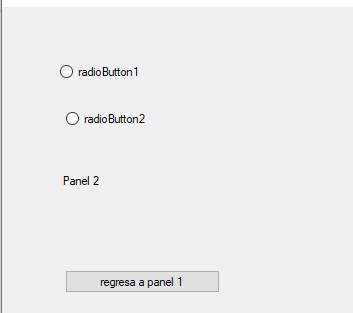 radioButton1
radioButton2
Panel 2
regresa a panel 1